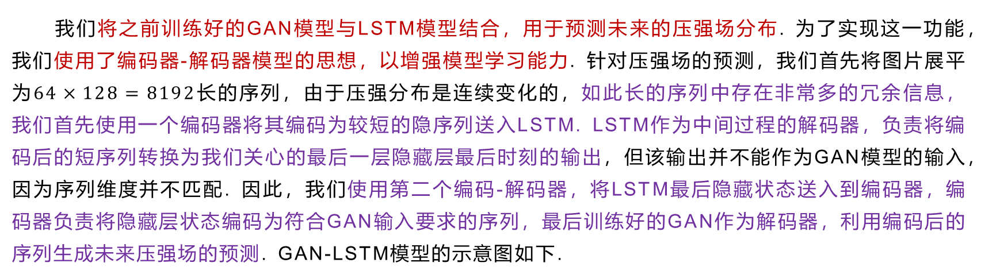 我们将之前训练好的GAN模型与LSTM模型结合，用于预测未来的压强场分布. 为了实现这一功能，
我们使用了编码器-解码器模型的思想，以增强模型学习能力. 针对压强场的预测，我们首先将图片展平
为64 × 128 = 8192长的序列，由于压强分布是连续变化的，如此长的序列中存在非常多的冗余信息，
我们首先使用一个编码器将其编码为较短的隐序列送入LSTM. LSTM作为中间过程的解码器，负责将编
码后的短序列转换为我们关心的最后一层隐藏层最后时刻的输出，但该输出并不能作为GAN模型的输入，
因为序列维度并不匹配. 因此，我们使用第二个编码-解码器，将LSTM最后隐藏状态送入到编码器，编
码器负责将隐藏层状态编码为符合GAN输入要求的序列，最后训练好的GAN作为解码器，利用编码后的
序列生成未来压强场的预测. GAN-LSTM模型的示意图如下.